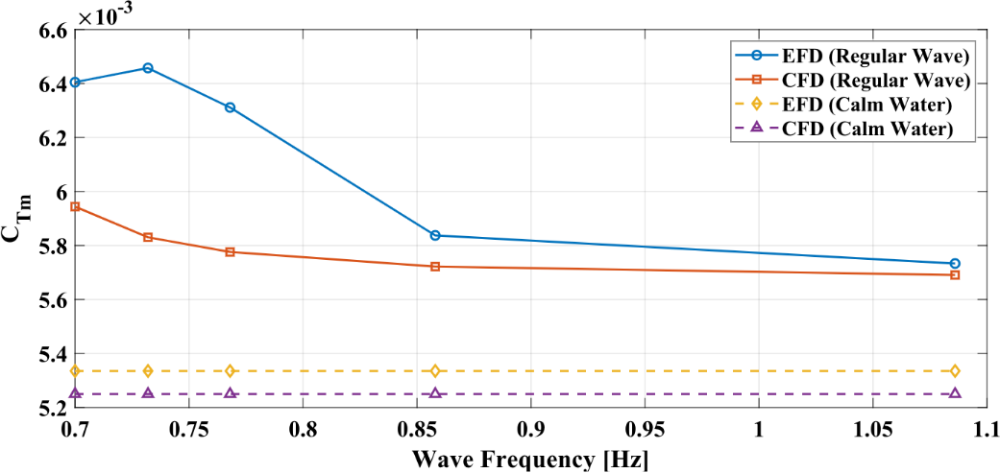 ×10⁻³
6.6
6.4
6.2
6
5.8
5.6
5.4
5.2
C_Tm
EFD (Regular Wave)
CFD (Regular Wave)
EFD (Calm Water)
CFD (Calm Water)
0.7 0.75 0.8 0.85 0.9 0.95 1 1.05 1.1
Wave Frequency [Hz]